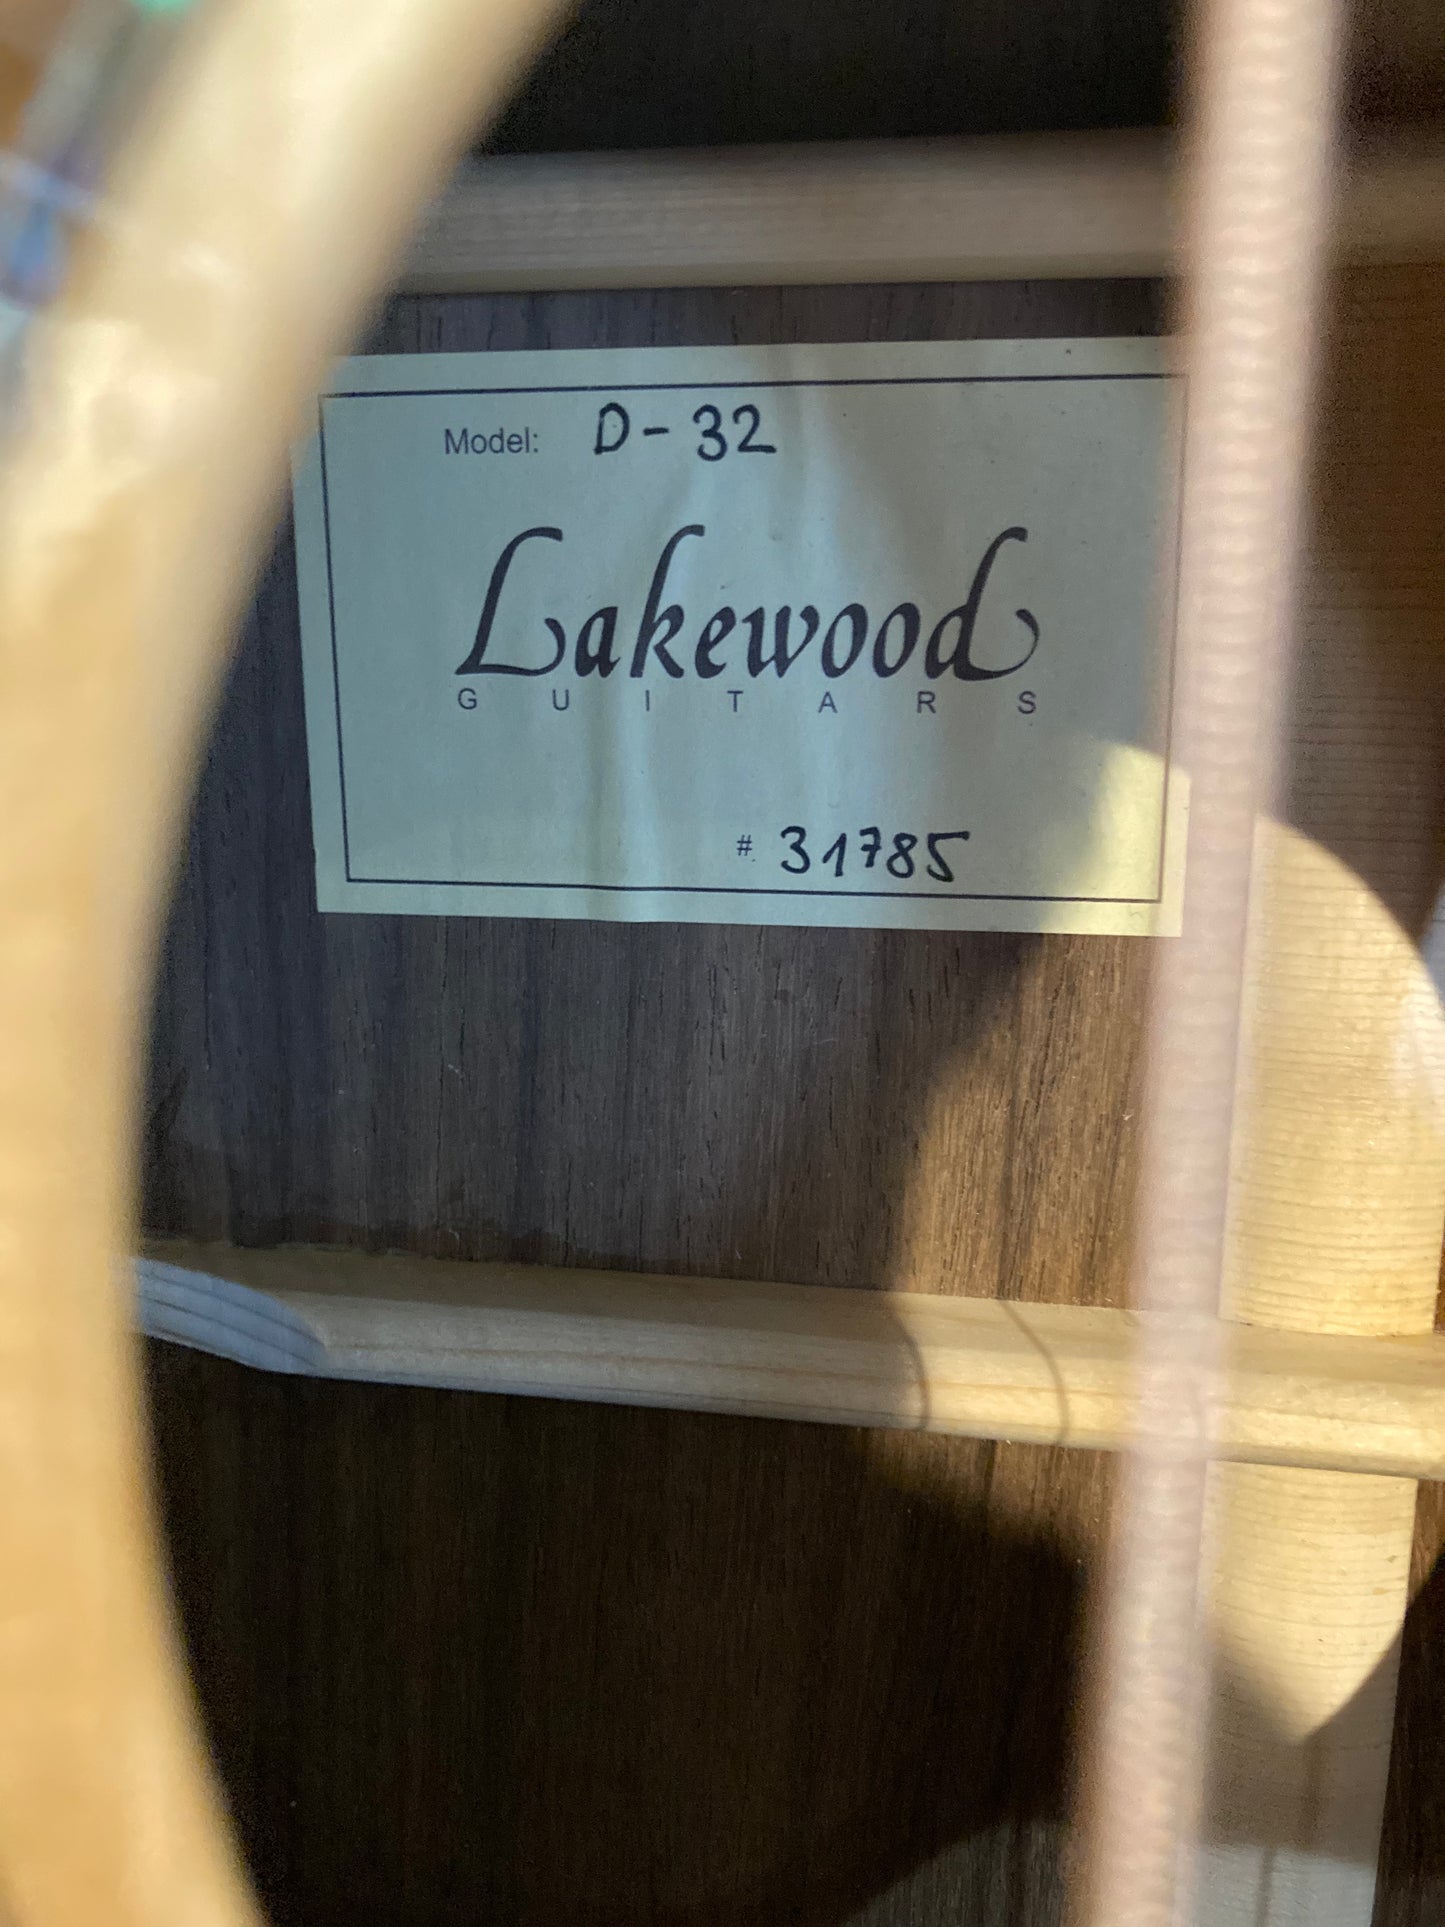 Model: D-32
Lakewood
GUITARS
# 31785